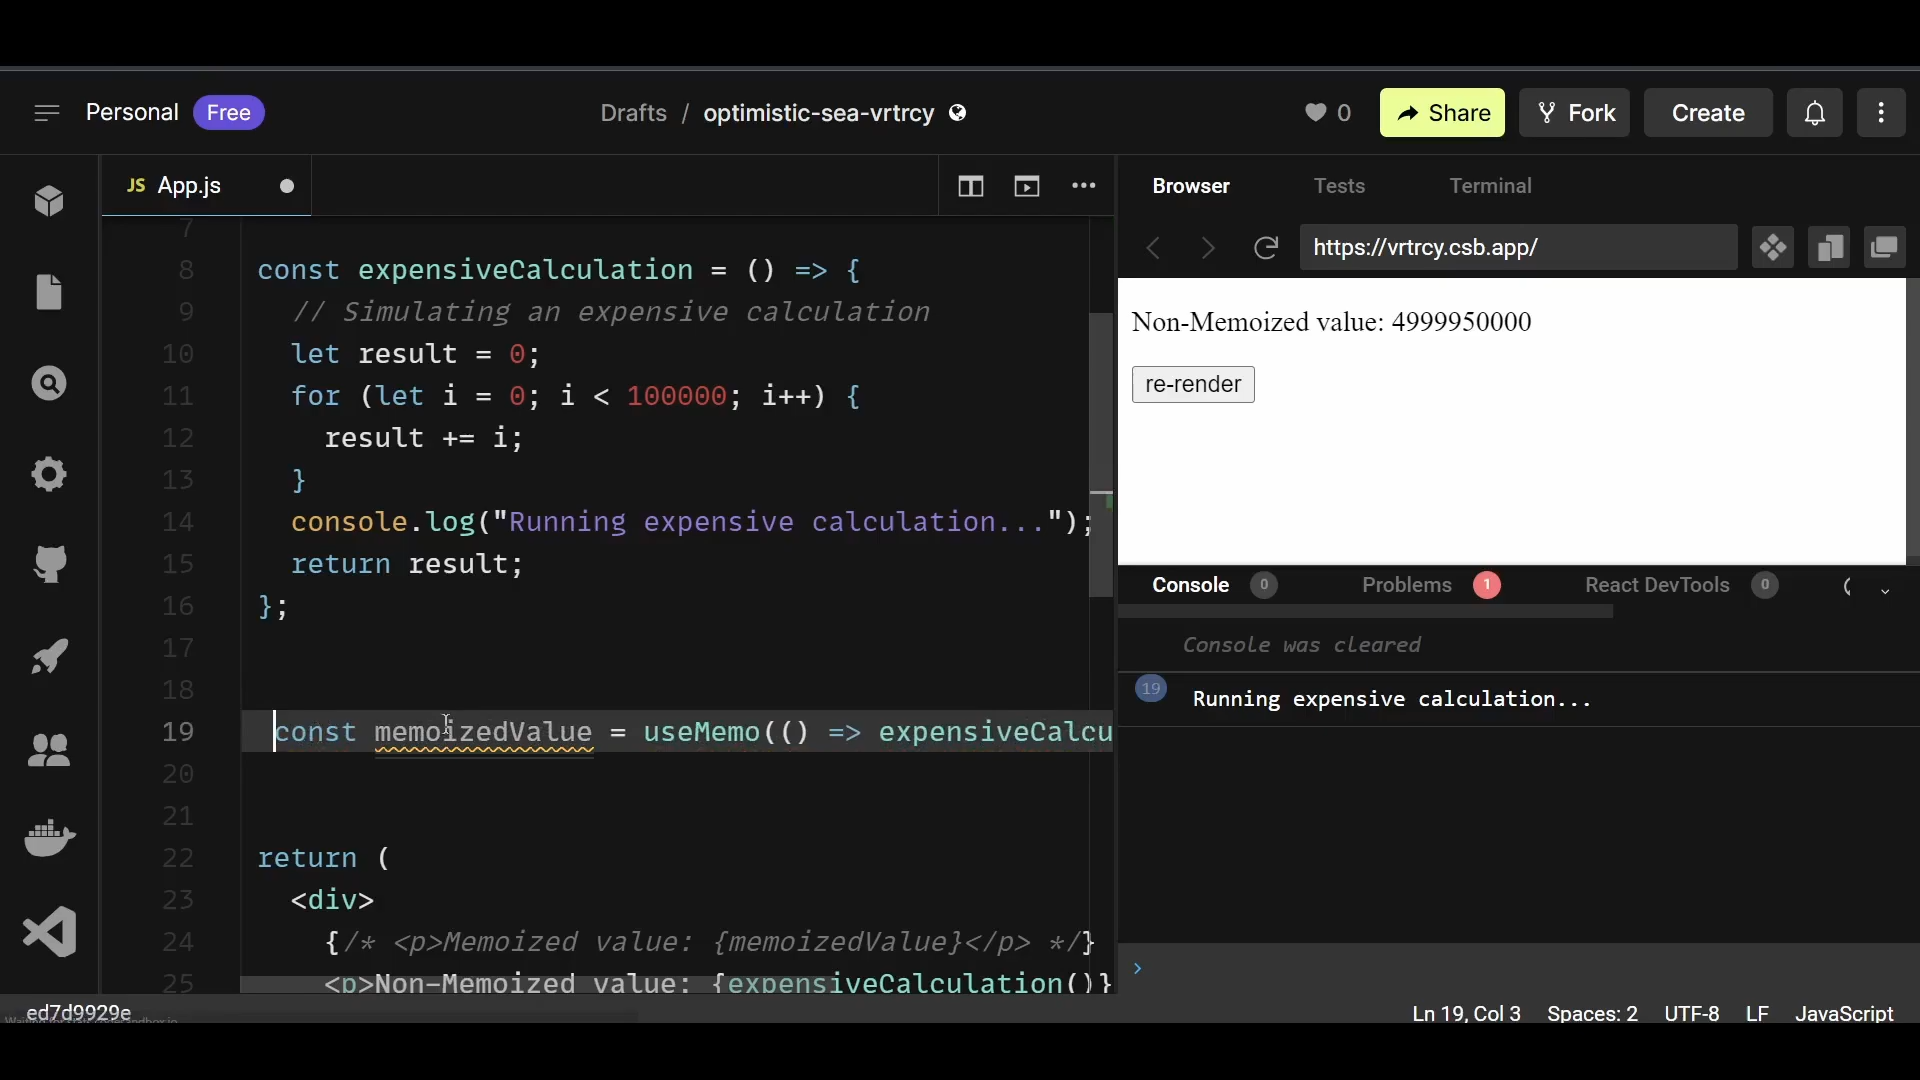 Personal Free Drafts / optimistic-sea-vrtrcy 0 Share Fork Create
JS App.js
Browser Tests Terminal
https://vrtrcy.csb.app/
7
8 const expensiveCalculation = () => {
9 // Simulating an expensive calculation
10 let result = 0;
11 for (let i = 0; i < 100000; i++) {
12 result += i;
13 }
14 console.log("Running expensive calculation...");
15 return result;
16 };
17
18
19 const memoizedValue = useMemo(() => expensiveCalcu
20
21
22 return (
23 <div>
24 {/* <p>Memoized value: {memoizedValue}</p> */}
25 <p>Non-Memoized value: {expensiveCalculation()}
Non-Memoized value: 4999950000
re-render
Console 0 Problems 1 React DevTools 0
Console was cleared
19 Running expensive calculation...
ed7d9929e
Ln 19, Col 3 Spaces: 2 UTF-8 LF JavaScript